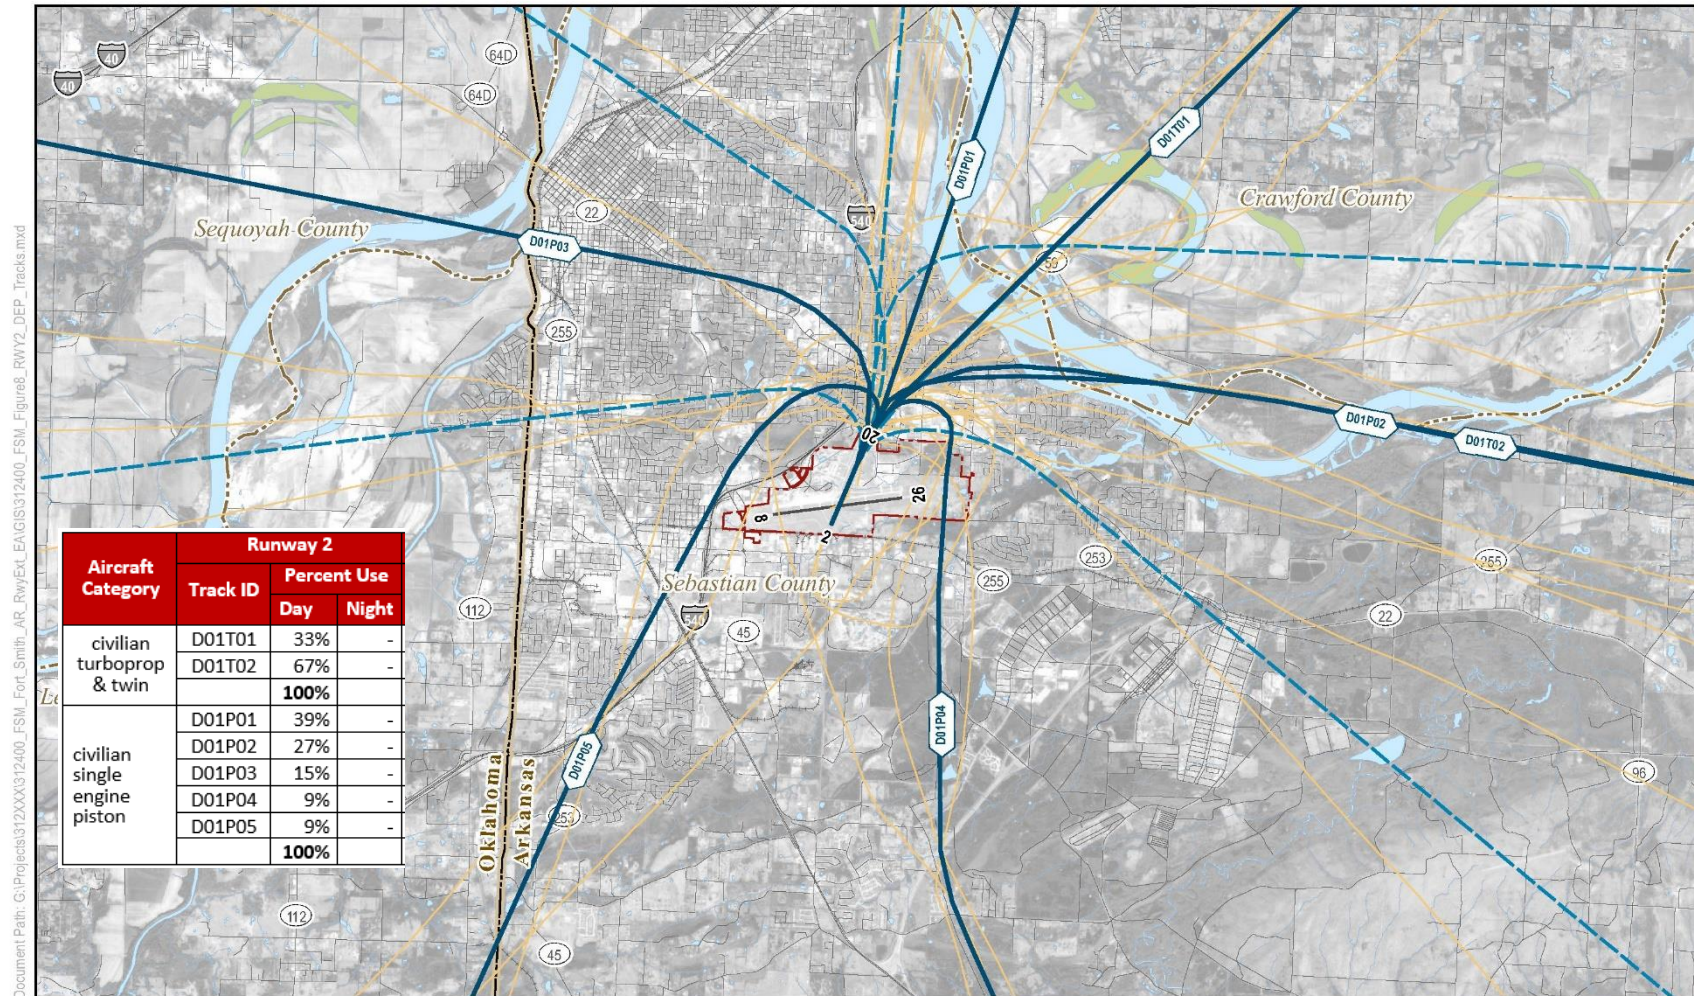 Document Path: G:\Projects\312XXX\312400_FSM_Fort_Smith_AR_RwyExt_EA\GIS\312400_FSM_Figure8_RWY2_DEP_Tracks.mxd
40
40
64D
64D
22
540
D01P01
D01T01
Crawford County
Sequoyah County
D01P03
59
255
D01P02
D01T02
20
8
26
2
Sebastian County
253
255
255
22
112
540
45
D01P04
D01P05
96
253
112
45
Oklahoma
Arkansas
Le
Aircraft Category
Runway 2
Track ID
Percent Use
Day Night
civilian
turboprop
& twin
D01T01 33% -
D01T02 67% -
100%
civilian
single
engine
piston
D01P01 39% -
D01P02 27% -
D01P03 15% -
D01P04 9% -
D01P05 9% -
100%